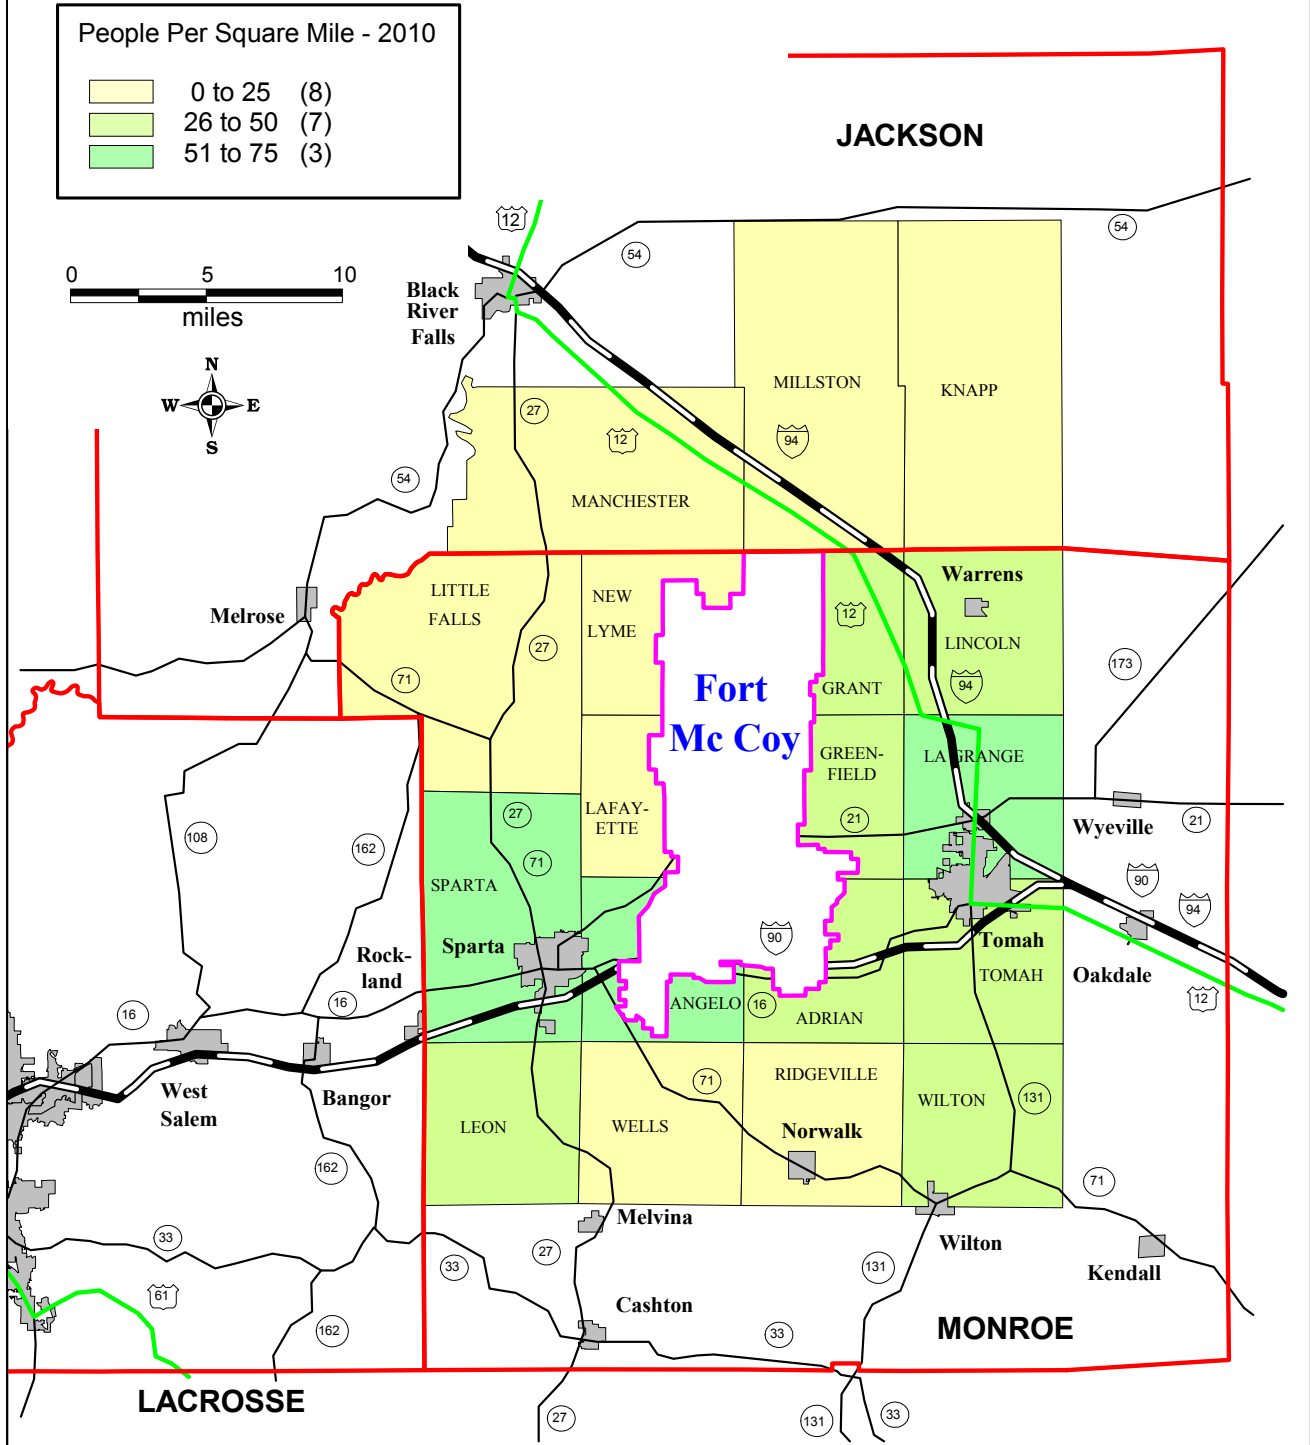 People Per Square Mile - 2010
0 to 25 (8)
26 to 50 (7)
51 to 75 (3)
JACKSON
12
54
54
0 5 10
miles
Black
River
Falls
N
W E
S
MILLSTON
KNAPP
27
12
94
54
MANCHESTER
Warrens
LITTLE
FALLS
NEW
LYME
Melrose
12
LINCOLN
27
173
71
Fort
Mc Coy
GRANT
94
GREEN-
FIELD
LA GRANGE
LAFAY-
ETTE
27
21
Wyeville
21
108
162
71
SPARTA
90
94
Rock-
land
Sparta
90
Tomah
TOMAH
Oakdale
12
16
16
ANGELO
16
ADRIAN
West
Salem
Bangor
71
RIDGEVILLE
WILTON
131
LEON
WELLS
Norwalk
162
71
Melvina
33
27
33
Wilton
131
Kendall
61
Cashton
162
33
MONROE
LACROSSE
27
131
33